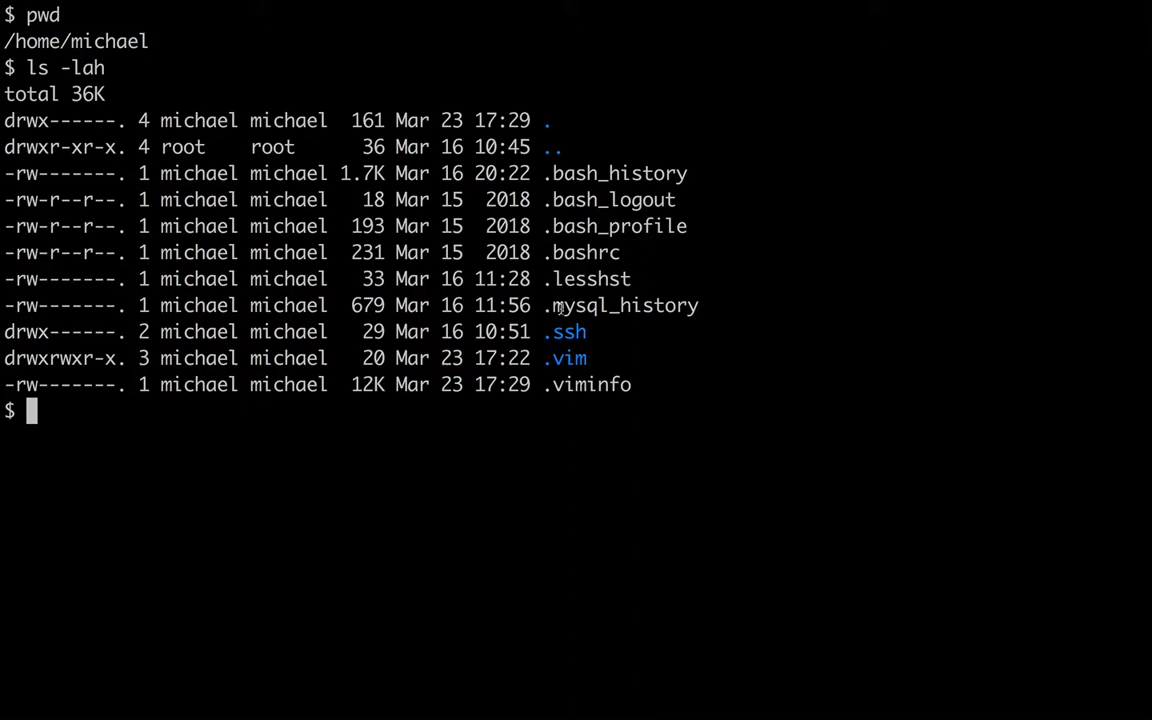 $ pwd
/home/michael
$ ls -lah
total 36K
drwx------. 4 michael michael  161 Mar 23 17:29 .
drwxr-xr-x. 4 root    root      36 Mar 16 10:45 ..
-rw-------. 1 michael michael 1.7K Mar 16 20:22 .bash_history
-rw-r--r--. 1 michael michael   18 Mar 15  2018 .bash_logout
-rw-r--r--. 1 michael michael  193 Mar 15  2018 .bash_profile
-rw-r--r--. 1 michael michael  231 Mar 15  2018 .bashrc
-rw-------. 1 michael michael   33 Mar 16 11:28 .lesshst
-rw-------. 1 michael michael  679 Mar 16 11:56 .mysql_history
drwx------. 2 michael michael   29 Mar 16 10:51 .ssh
drwxrwxr-x. 3 michael michael   20 Mar 23 17:22 .vim
-rw-------. 1 michael michael  12K Mar 23 17:29 .viminfo
$